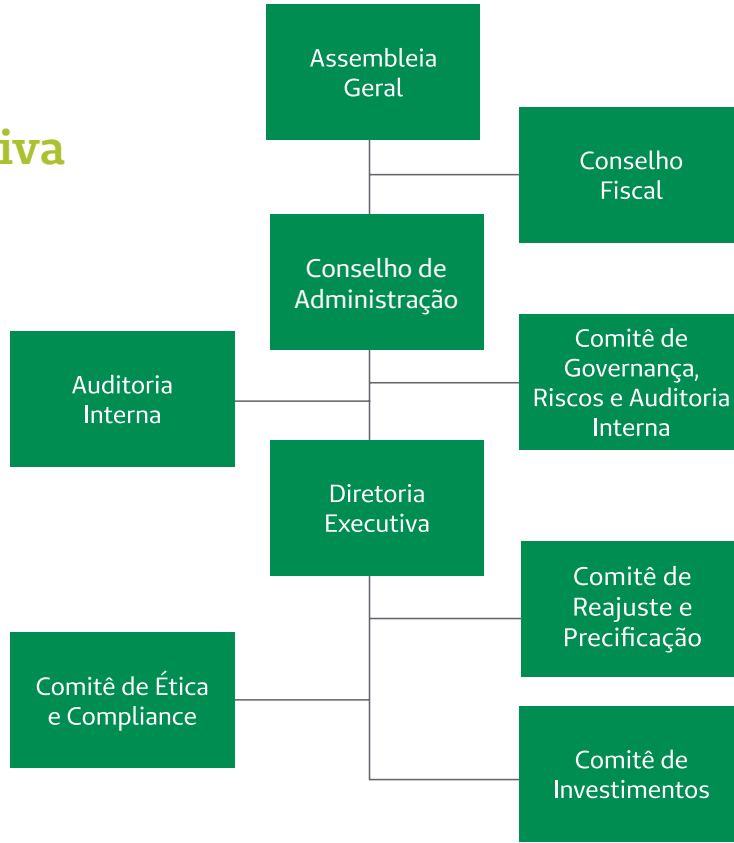 Assembleia
Geral
iva
Conselho
Fiscal
Conselho de
Administração
Comitê de
Governança,
Riscos e Auditoria
Interna
Auditoria
Interna
Diretoria
Executiva
Comitê de
Reajuste e
Precificação
Comitê de Ética
e Compliance
Comitê de
Investimentos